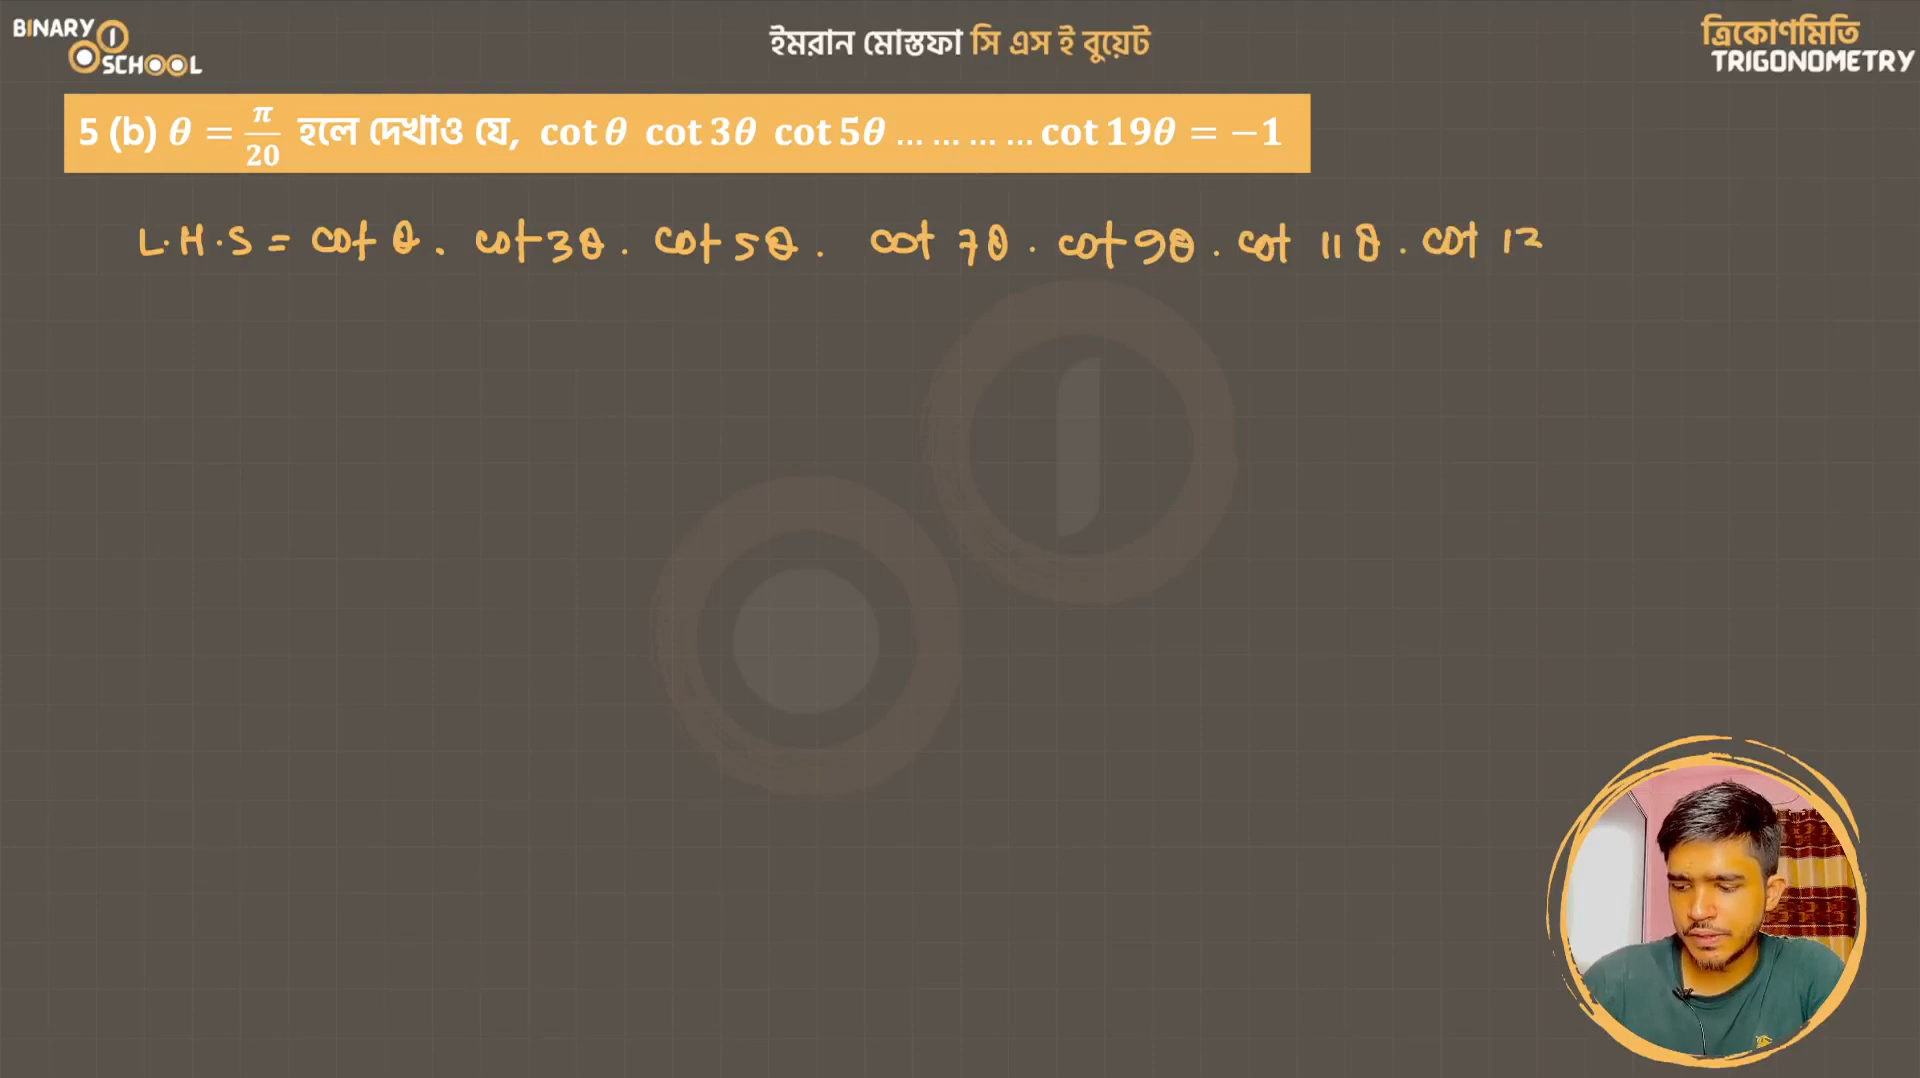 BINARY
SCHOOL
ইমরান মোস্তফা সি এস ই বুয়েট
ত্রিকোণমিতি
TRIGONOMETRY
5 (b) θ = π/20 হলে দেখাও যে, cot θ cot 3θ cot 5θ … … … … cot 19θ = −1
L.H.S = cot θ . cot 3θ . cot 5θ . cot 7θ . cot 9θ . cot 11θ . cot 12